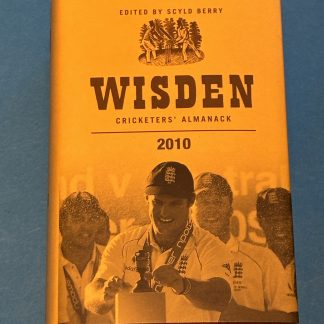 EDITED BY SCYLD BERRY
WISDEN
CRICKETERS' ALMANACK
2010